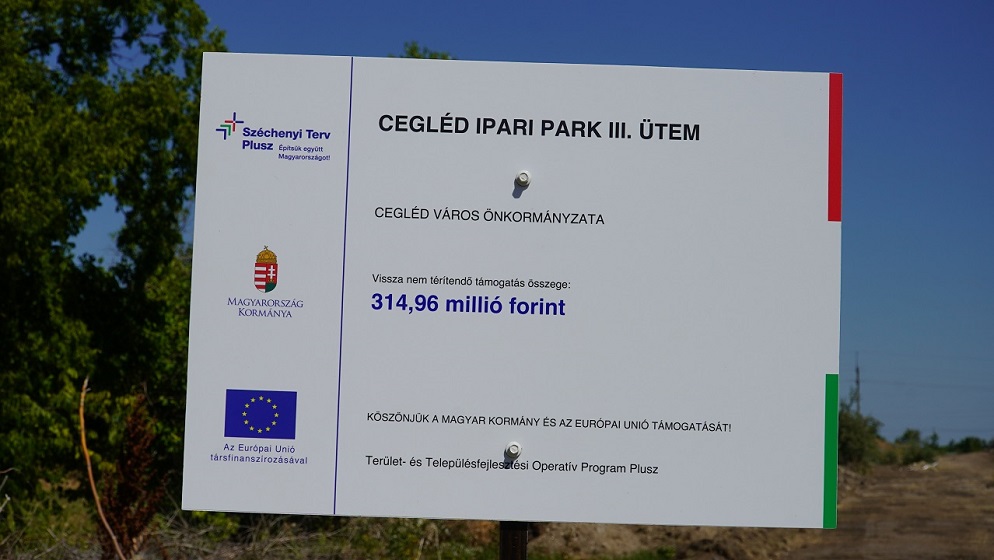 Széchenyi Terv
Plusz Építsük együtt
Magyarországot!
MAGYARORSZÁG
KORMÁNYA
Az Európai Unió
társfinanszírozásával
CEGLÉD IPARI PARK III. ÜTEM
CEGLÉD VÁROS ÖNKORMÁNYZATA
Vissza nem térítendő támogatás összege:
314,96 millió forint
KÖSZÖNJÜK A MAGYAR KORMÁNY ÉS AZ EURÓPAI UNIÓ TÁMOGATÁSÁT!
Terület- és Településfejlesztési Operatív Program Plusz